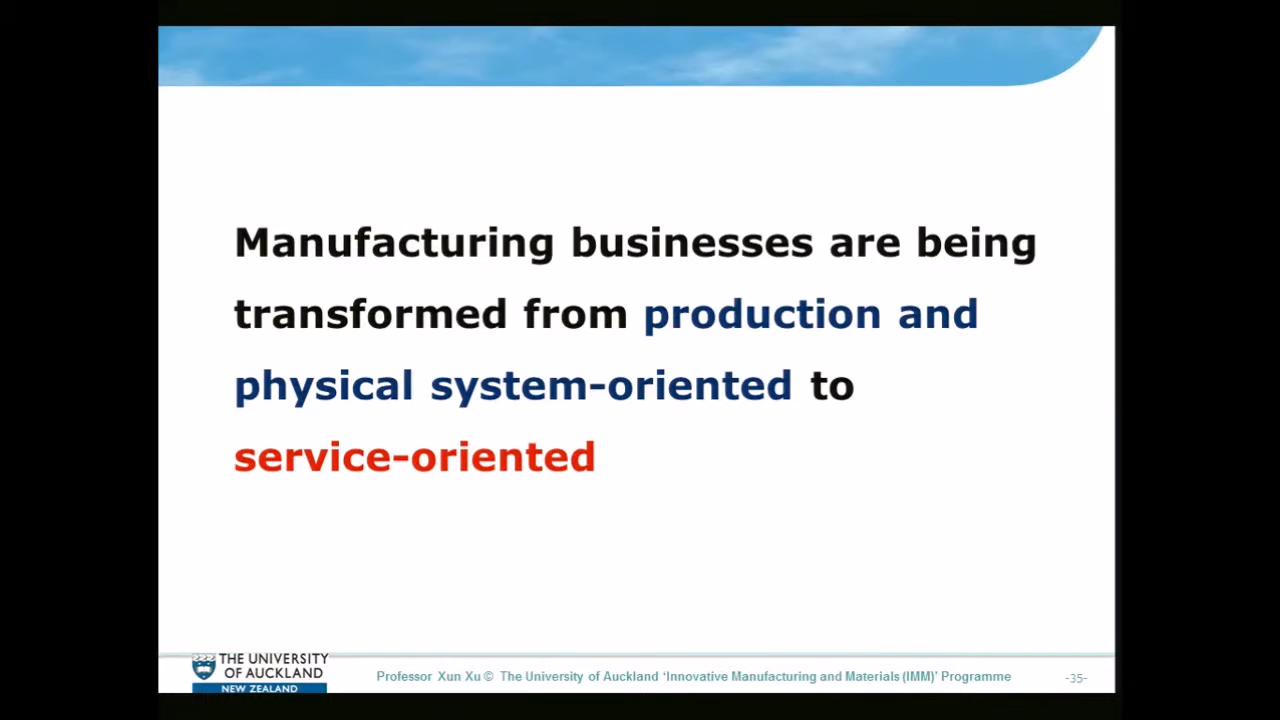 Manufacturing businesses are being
transformed from production and
physical system-oriented to
service-oriented
THE UNIVERSITY
OF AUCKLAND
NEW ZEALAND
Professor Xun Xu © The University of Auckland ‘Innovative Manufacturing and Materials (IMM)’ Programme
-35-